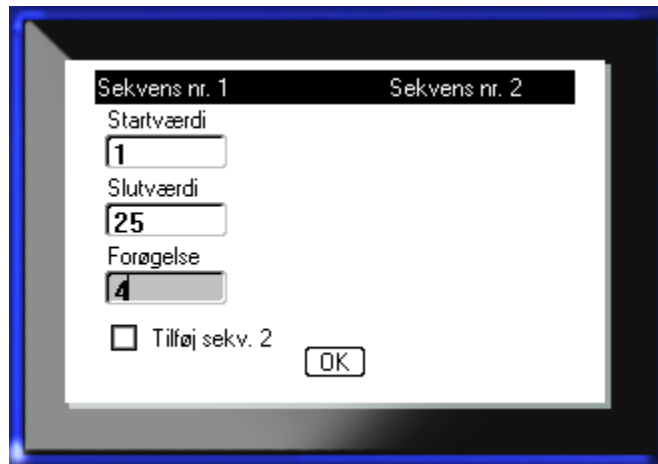 Sekvens nr. 1 Sekvens nr. 2
Startværdi
1
Slutværdi
25
Forøgelse
4
Tilføj sekv. 2
OK